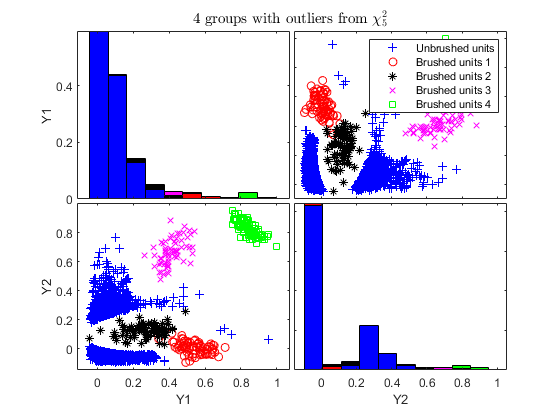 4 groups with outliers from χ₅²
Y1
0.4
0.2
0
Unbrushed units
Brushed units 1
Brushed units 2
Brushed units 3
Brushed units 4
Y2
0.8
0.6
0.4
0.2
0
0 0.2 0.4 0.6 0.8 1
Y1
0 0.2 0.4 0.6 0.8 1
Y2